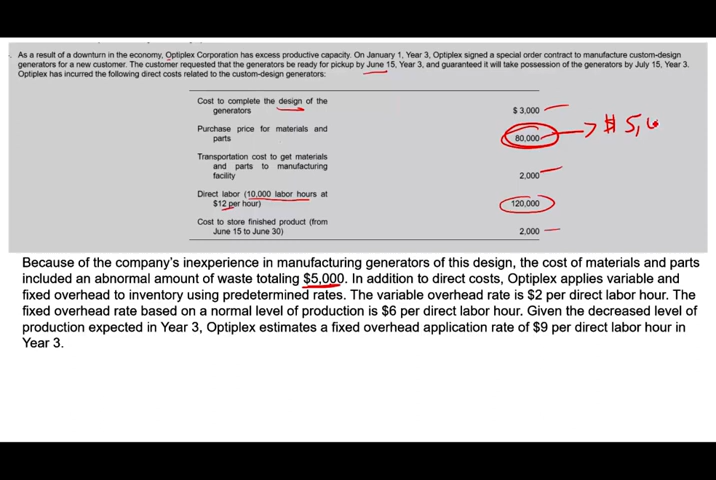 As a result of a downturn in the economy, Optiplex Corporation has excess productive capacity. On January 1, Year 3, Optiplex signed a special order contract to manufacture custom-design
generators for a new customer. The customer requested that the generators be ready for pickup by June 15, Year 3, and guaranteed it will take possession of the generators by July 15, Year 3.
Optiplex has incurred the following direct costs related to the custom-design generators:
Cost to complete the design of the
generators $ 3,000
Purchase price for materials and
parts 80,000 $ 5,0
Transportation cost to get materials
and parts to manufacturing
facility 2,000
Direct labor (10,000 labor hours at
$12 per hour) 120,000
Cost to store finished product (from
June 15 to June 30) 2,000
Because of the company's inexperience in manufacturing generators of this design, the cost of materials and parts
included an abnormal amount of waste totaling $5,000. In addition to direct costs, Optiplex applies variable and
fixed overhead to inventory using predetermined rates. The variable overhead rate is $2 per direct labor hour. The
fixed overhead rate based on a normal level of production is $6 per direct labor hour. Given the decreased level of
production expected in Year 3, Optiplex estimates a fixed overhead application rate of $9 per direct labor hour in
Year 3.